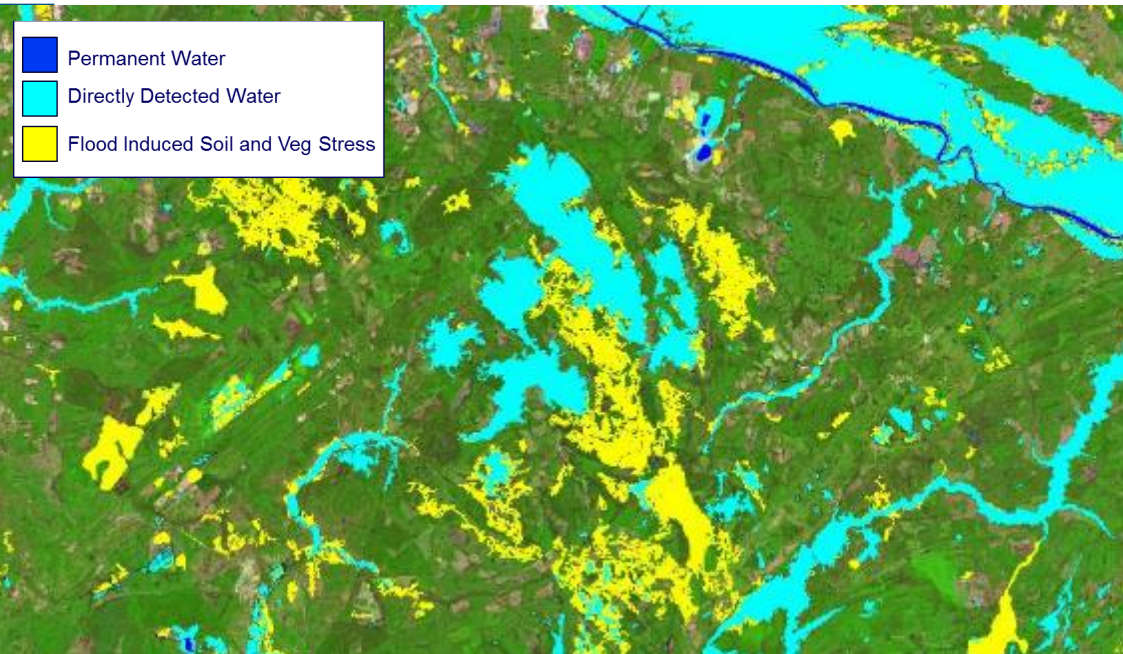 Permanent Water
Directly Detected Water
Flood Induced Soil and Veg Stress